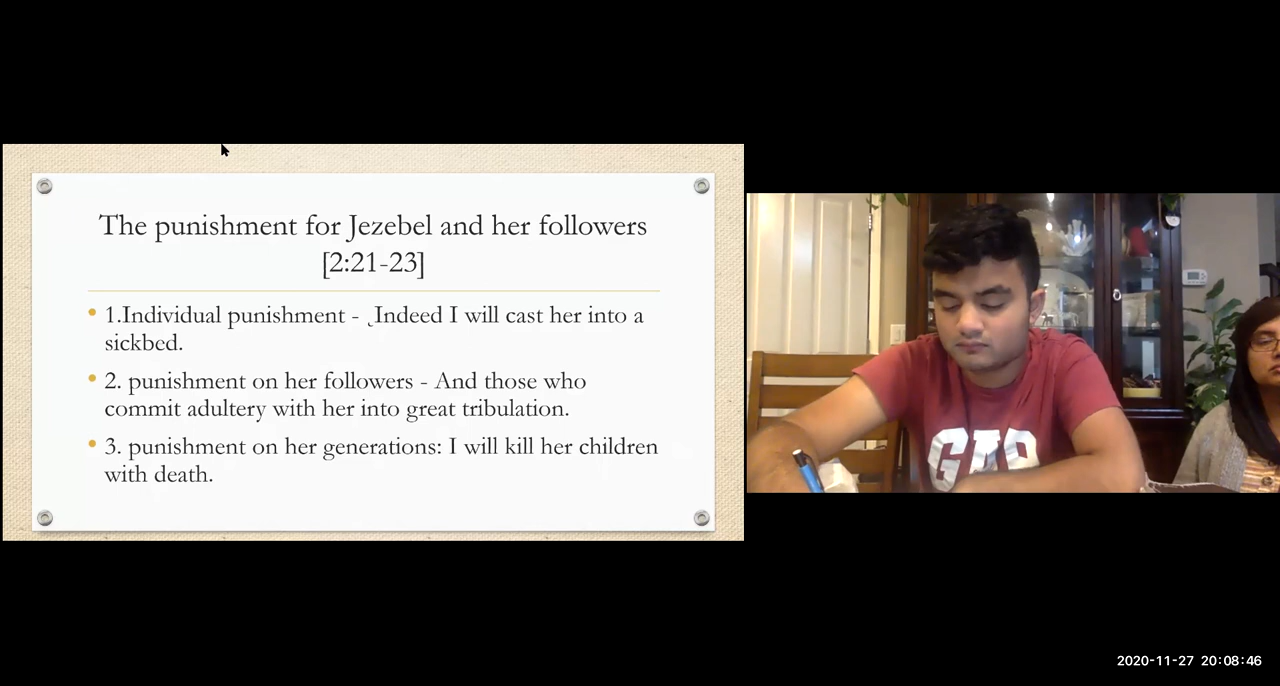 The punishment for Jezebel and her followers
[2:21-23]
• 1.Individual punishment - ˛Indeed I will cast her into a
sickbed.
• 2. punishment on her followers - And those who
commit adultery with her into great tribulation.
• 3. punishment on her generations: I will kill her children
with death.
GAP
2020-11-27 20:08:46